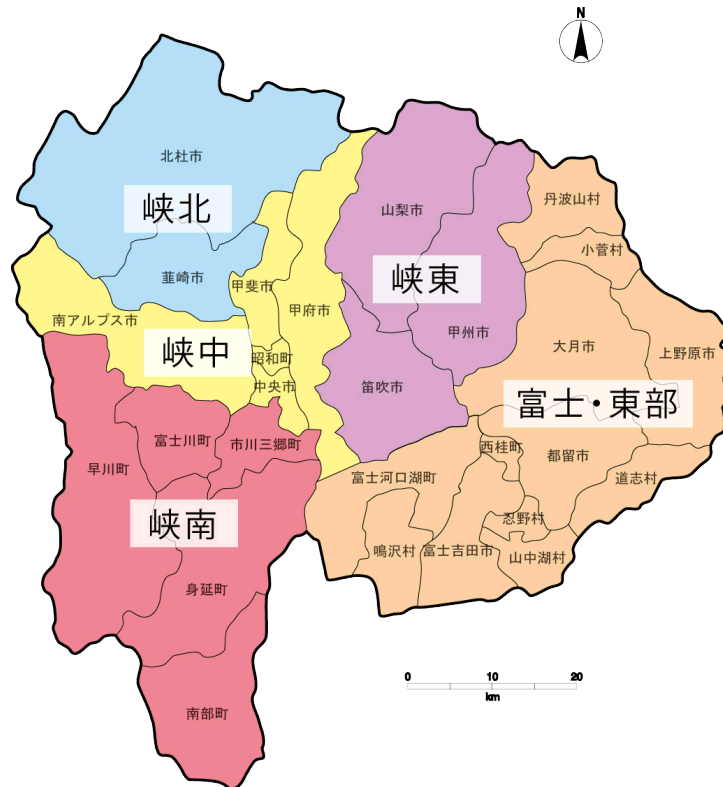 N
北杜市
峡北
韮崎市
山梨市
丹波山村
小菅村
峡東
甲斐市
甲府市
南アルプス市
峡中
昭和町
甲州市
大月市
上野原市
中央市
笛吹市
富士・東部
富士川町
市川三郷町
西桂町
都留市
早川町
富士河口湖町
道志村
峡南
忍野村
鳴沢村
富士吉田市
山中湖村
身延町
南部町
0 10 20
km